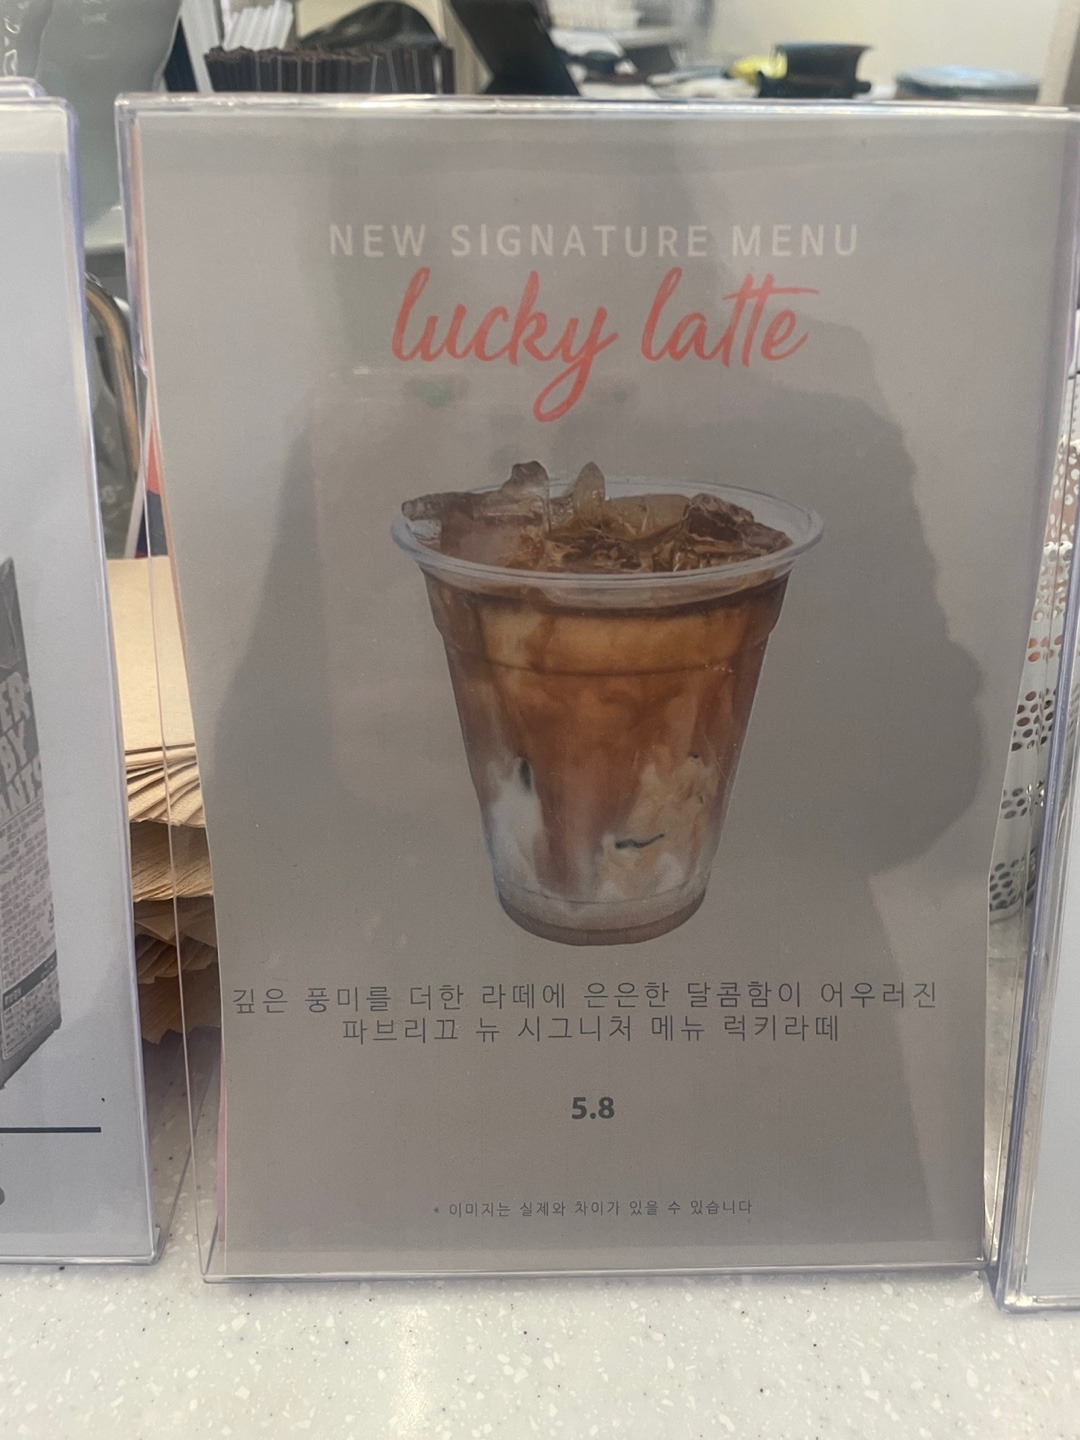 NEW SIGNATURE MENU
lucky latte
깊은 풍미를 더한 라떼에 은은한 달콤함이 어우러진
파브리끄 뉴 시그니처 메뉴 럭키라떼
5.8
* 이미지는 실제와 차이가 있을 수 있습니다
BY